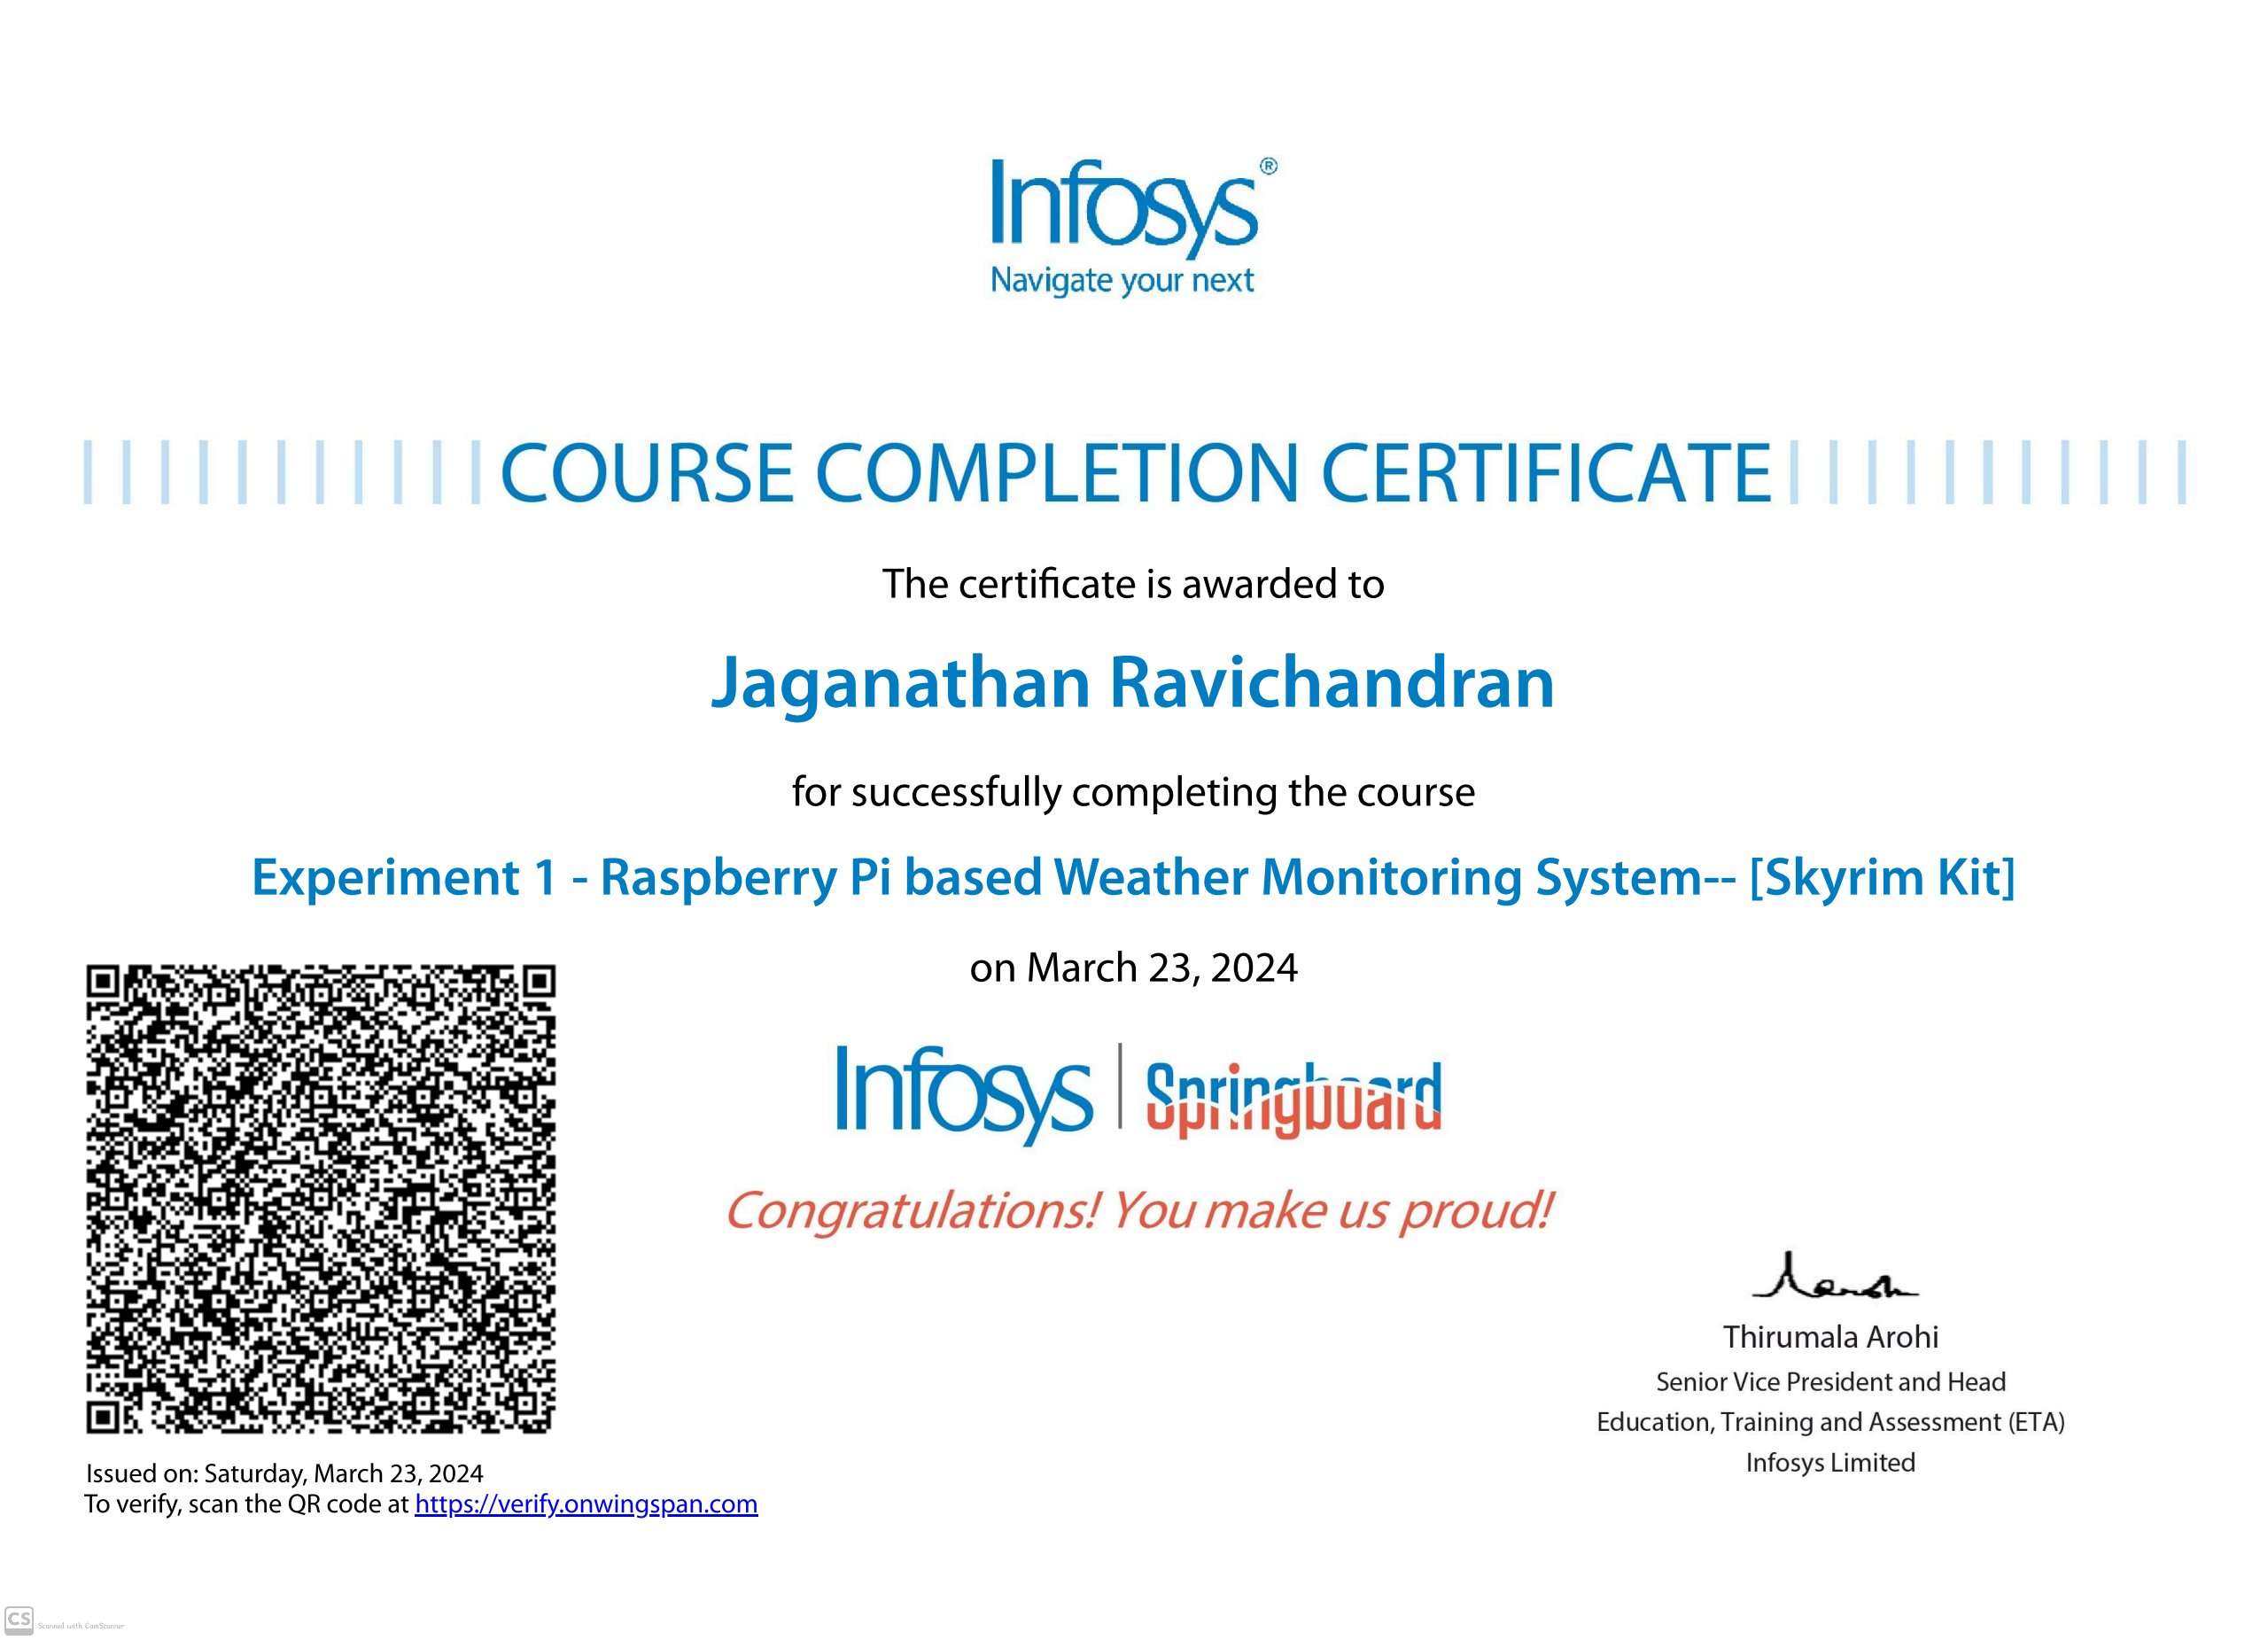 Infosys®
Navigate your next
COURSE COMPLETION CERTIFICATE
The certificate is awarded to
Jaganathan Ravichandran
for successfully completing the course
Experiment 1 - Raspberry Pi based Weather Monitoring System-- [Skyrim Kit]
on March 23, 2024
Infosys | Springboard
Congratulations! You make us proud!
Thirumala Arohi
Senior Vice President and Head
Education, Training and Assessment (ETA)
Infosys Limited
Issued on: Saturday, March 23, 2024
To verify, scan the QR code at https://verify.onwingspan.com
CS Scanned with CamScanner